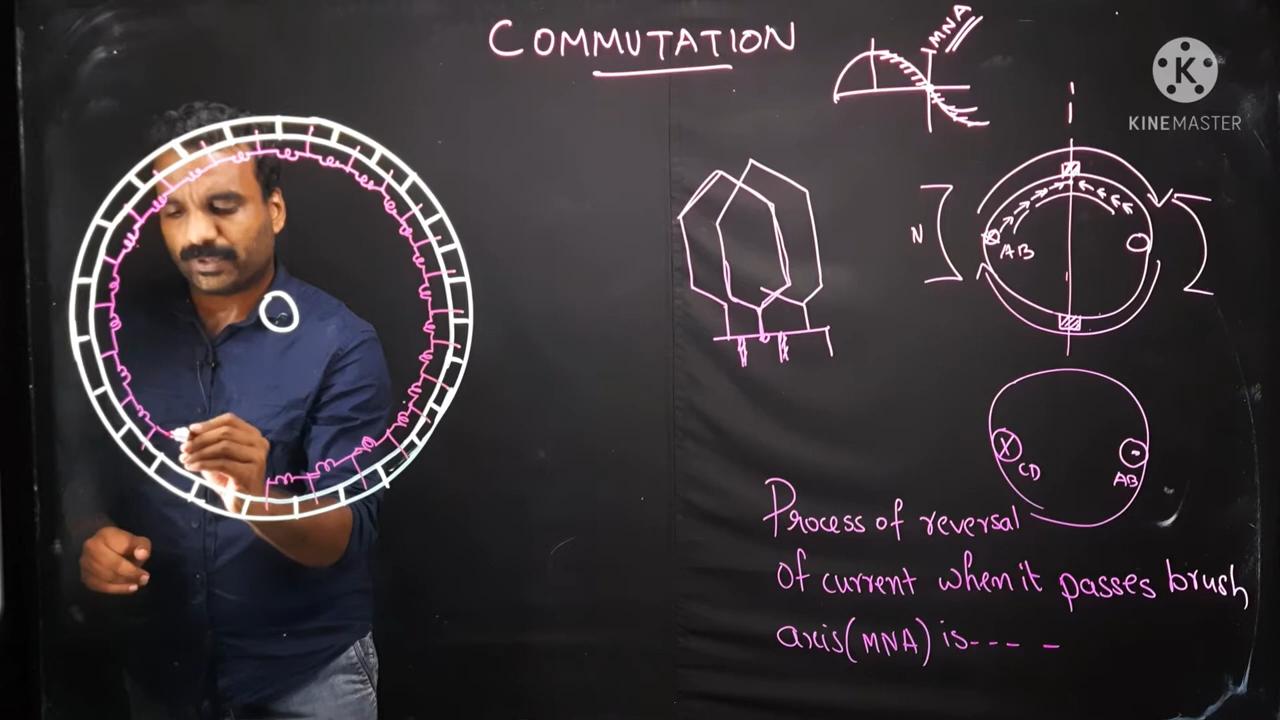 COMMUTATION
MNA
K
KINEMASTER
N
AB
CD
AB
Process of reversal
of current when it passes brush
axis (MNA) is---- -